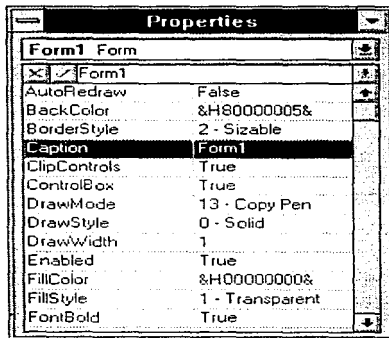 Properties
Form1 Form
Form1
AutoRedraw False
BackColor &H80000005&
BorderStyle 2 - Sizable
Caption Form1
ClipControls True
ControlBox True
DrawMode 13 - Copy Pen
DrawStyle 0 - Solid
DrawWidth 1
Enabled True
FillColor &H00000000&
FillStyle 1 - Transparent
FontBold True